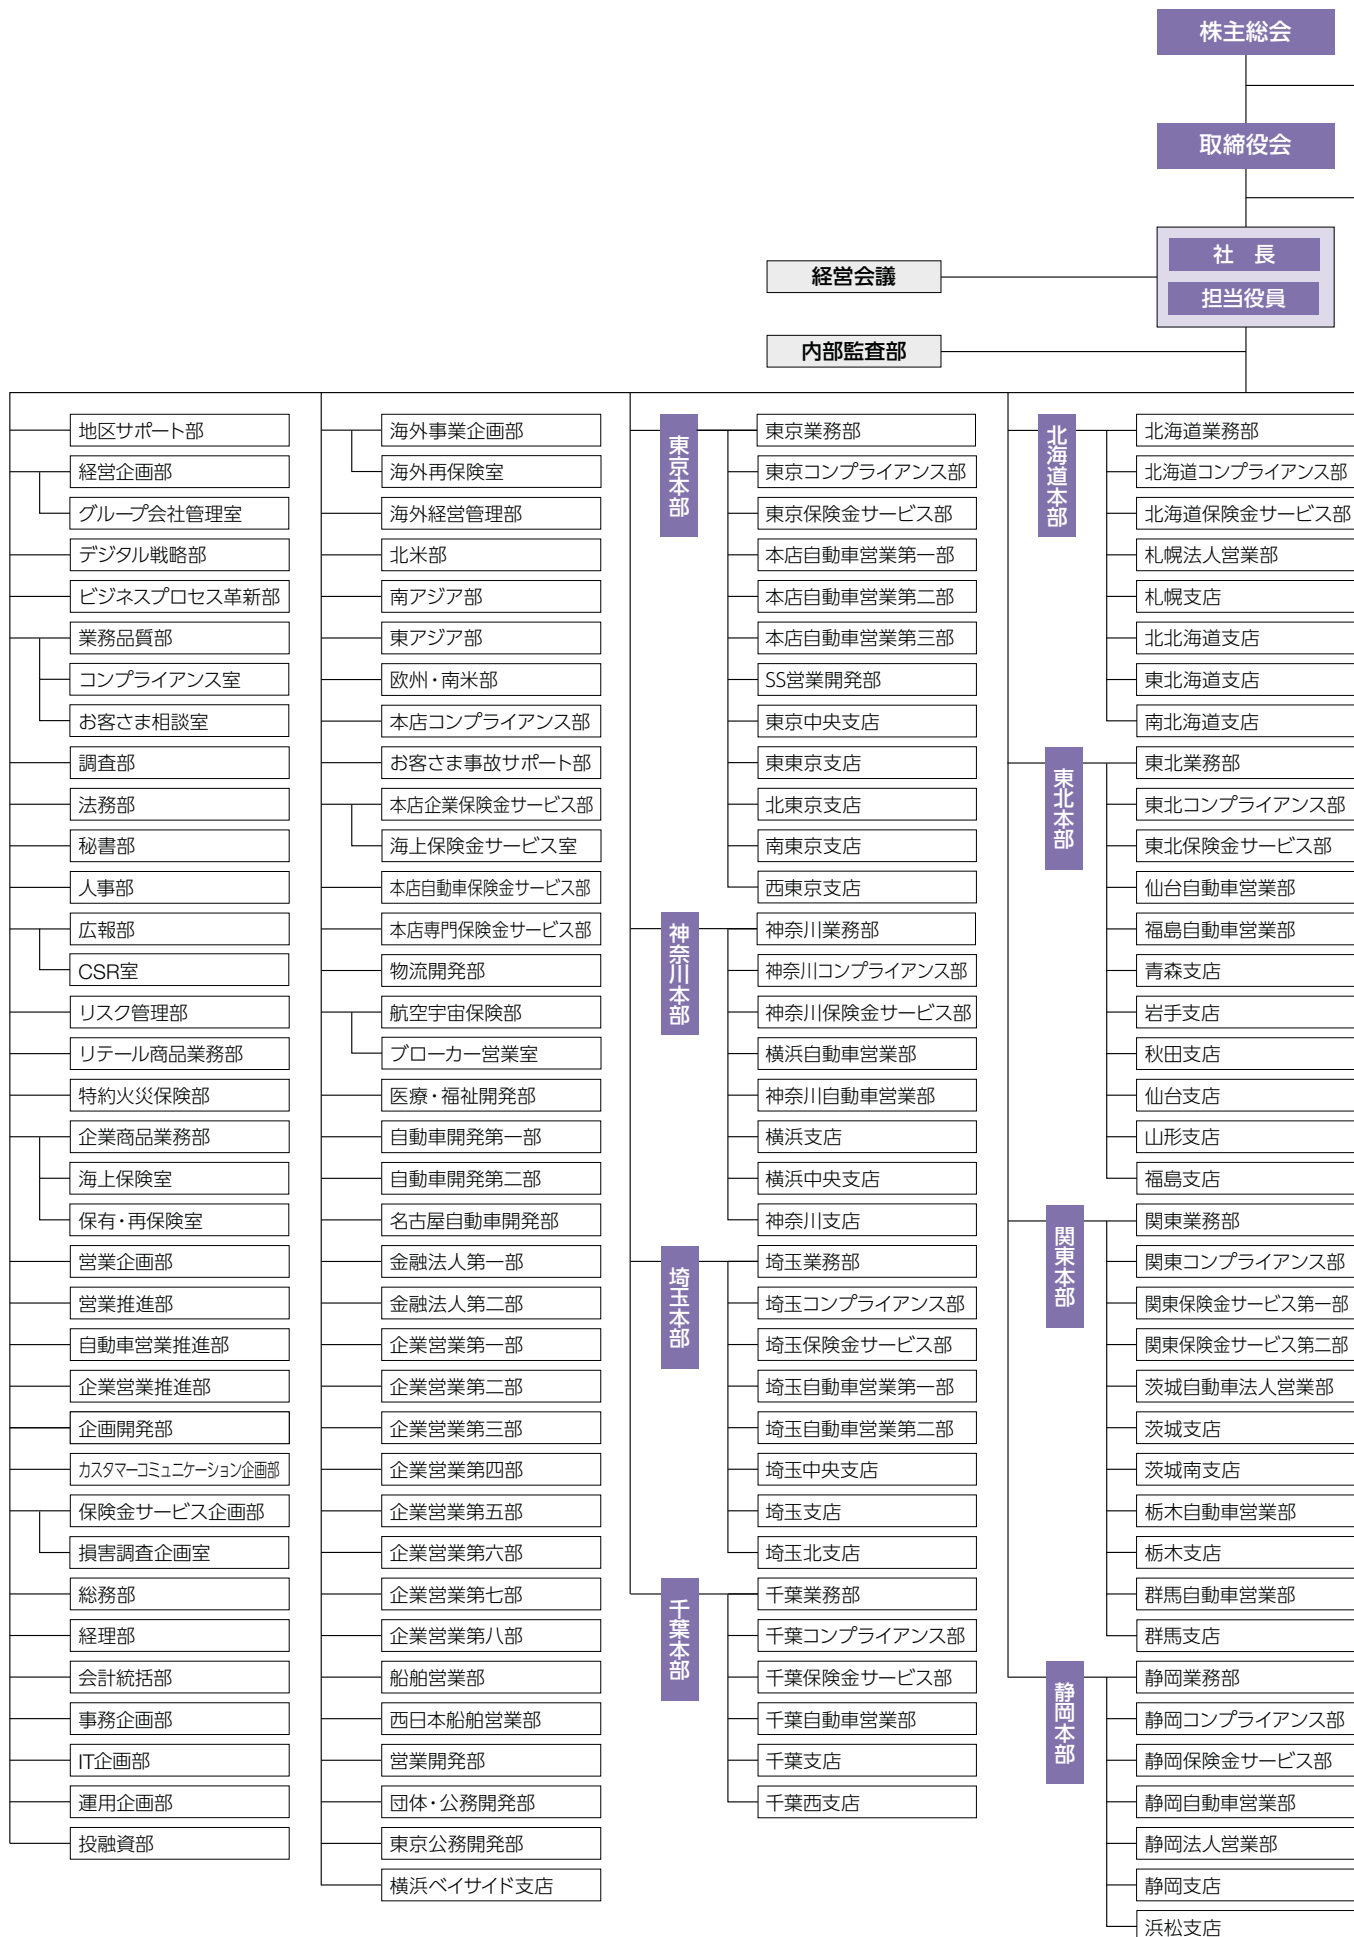 株主総会
取締役会
社　長
担当役員
経営会議
内部監査部
地区サポート部
経営企画部
グループ会社管理室
デジタル戦略部
ビジネスプロセス革新部
業務品質部
コンプライアンス室
お客さま相談室
調査部
法務部
秘書部
人事部
広報部
CSR室
リスク管理部
リテール商品業務部
特約火災保険部
企業商品業務部
海上保険室
保有・再保険室
営業企画部
営業推進部
自動車営業推進部
企業営業推進部
企画開発部
カスタマーコミュニケーション企画部
保険金サービス企画部
損害調査企画室
総務部
経理部
会計統括部
事務企画部
IT企画部
運用企画部
投融資部
海外事業企画部
海外再保険室
海外経営管理部
北米部
南アジア部
東アジア部
欧州・南米部
本店コンプライアンス部
お客さま事故サポート部
本店企業保険金サービス部
海上保険金サービス室
本店自動車保険金サービス部
本店専門保険金サービス部
物流開発部
航空宇宙保険部
ブローカー営業室
医療・福祉開発部
自動車開発第一部
自動車開発第二部
名古屋自動車開発部
金融法人第一部
金融法人第二部
企業営業第一部
企業営業第二部
企業営業第三部
企業営業第四部
企業営業第五部
企業営業第六部
企業営業第七部
企業営業第八部
船舶営業部
西日本船舶営業部
営業開発部
団体・公務開発部
東京公務開発部
横浜ベイサイド支店
東京本部
東京業務部
東京コンプライアンス部
東京保険金サービス部
本店自動車営業第一部
本店自動車営業第二部
本店自動車営業第三部
SS営業開発部
東京中央支店
東東京支店
北東京支店
南東京支店
西東京支店
神奈川本部
神奈川業務部
神奈川コンプライアンス部
神奈川保険金サービス部
横浜自動車営業部
神奈川自動車営業部
横浜支店
横浜中央支店
神奈川支店
埼玉本部
埼玉業務部
埼玉コンプライアンス部
埼玉保険金サービス部
埼玉自動車営業第一部
埼玉自動車営業第二部
埼玉中央支店
埼玉支店
埼玉北支店
千葉本部
千葉業務部
千葉コンプライアンス部
千葉保険金サービス部
千葉自動車営業部
千葉支店
千葉西支店
北海道本部
北海道業務部
北海道コンプライアンス部
北海道保険金サービス部
札幌法人営業部
札幌支店
北北海道支店
東北海道支店
南北海道支店
東北本部
東北業務部
東北コンプライアンス部
東北保険金サービス部
仙台自動車営業部
福島自動車営業部
青森支店
岩手支店
秋田支店
仙台支店
山形支店
福島支店
関東本部
関東業務部
関東コンプライアンス部
関東保険金サービス第一部
関東保険金サービス第二部
茨城自動車法人営業部
茨城支店
茨城南支店
栃木自動車営業部
栃木支店
群馬自動車営業部
群馬支店
静岡本部
静岡業務部
静岡コンプライアンス部
静岡保険金サービス部
静岡自動車営業部
静岡法人営業部
静岡支店
浜松支店